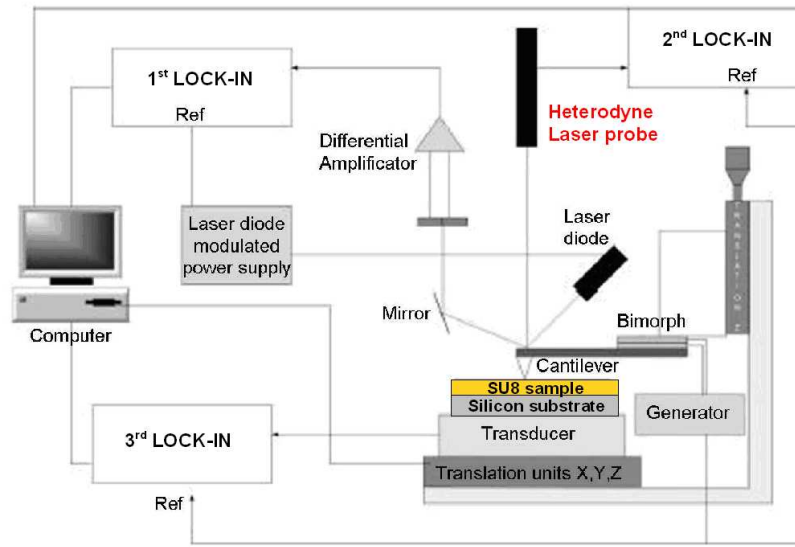 2nd LOCK-IN
Ref
1st LOCK-IN
Ref
Heterodyne
Laser probe
Differential
Amplificator
Laser diode
modulated
power supply
Laser
diode
TRANSLATION Z
Mirror
Bimorph
Computer
Cantilever
SU8 sample
Silicon substrate
Generator
Transducer
3rd LOCK-IN
Translation units X,Y,Z
Ref